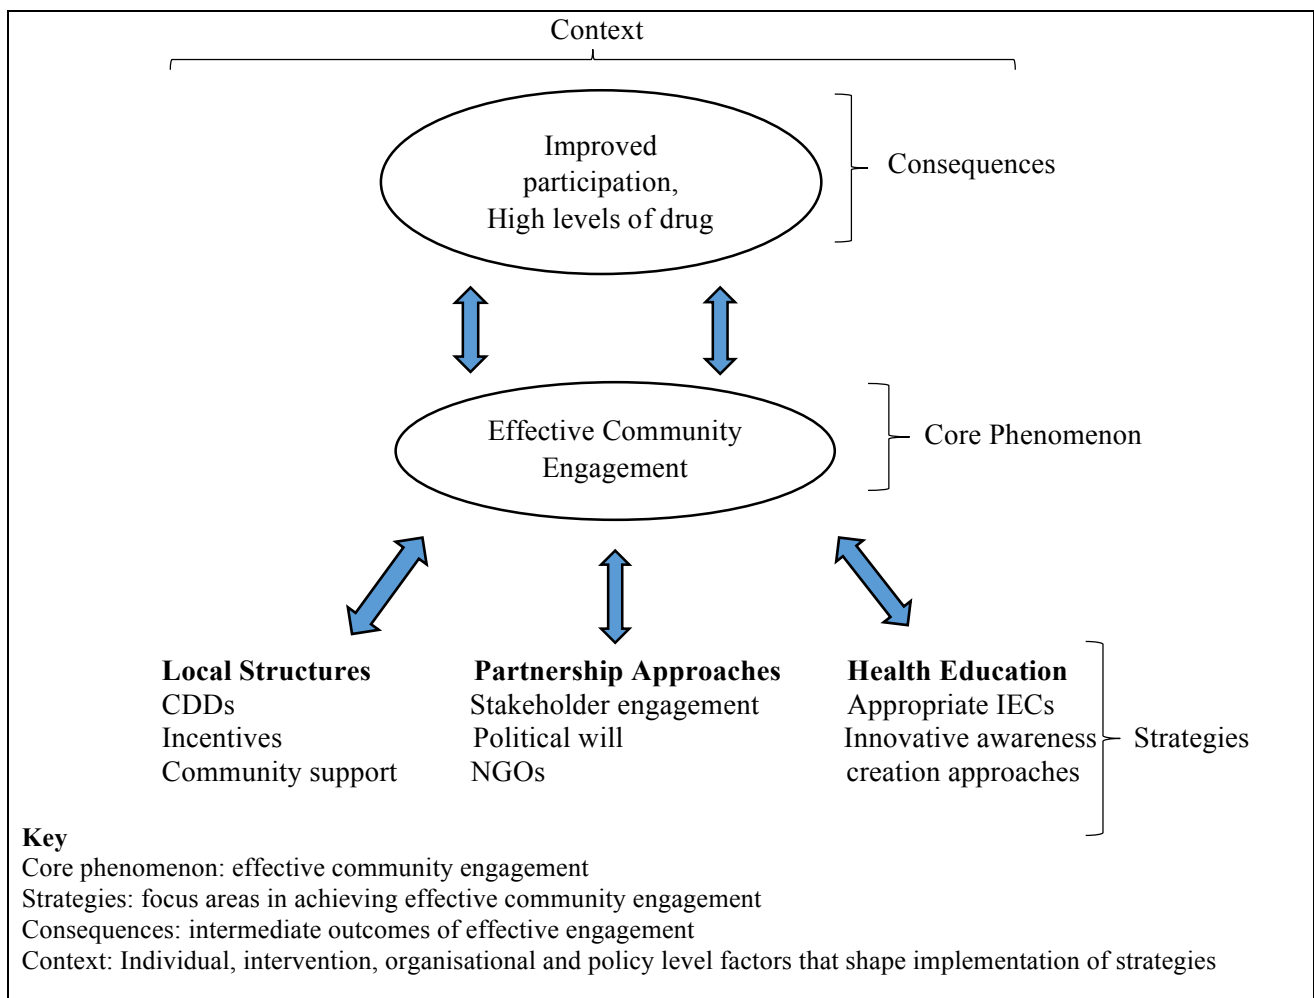 Context
Improved
participation,
High levels of drug
Consequences
Effective Community
Engagement
Core Phenomenon
Local Structures
CDDs
Incentives
Community support
Partnership Approaches
Stakeholder engagement
Political will
NGOs
Health Education
Appropriate IECs
Innovative awareness
creation approaches
Strategies
Key
Core phenomenon: effective community engagement
Strategies: focus areas in achieving effective community engagement
Consequences: intermediate outcomes of effective engagement
Context: Individual, intervention, organisational and policy level factors that shape implementation of strategies